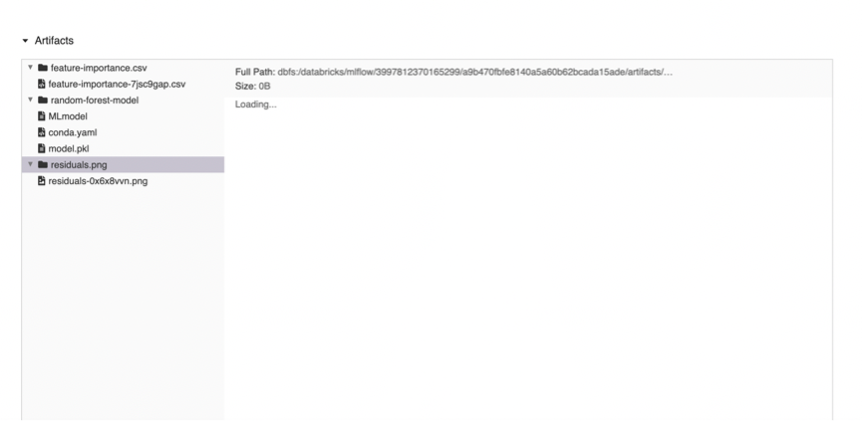 Artifacts
feature-importance.csv
feature-importance-7jsc9gap.csv
random-forest-model
MLmodel
conda.yaml
model.pkl
residuals.png
residuals-0x6x8vvn.png
Full Path: dbfs:/databricks/mlflow/3997812370165299/a9b470fbfe8140a5a60b62bcada15ade/artifacts/...
Size: 0B
Loading...